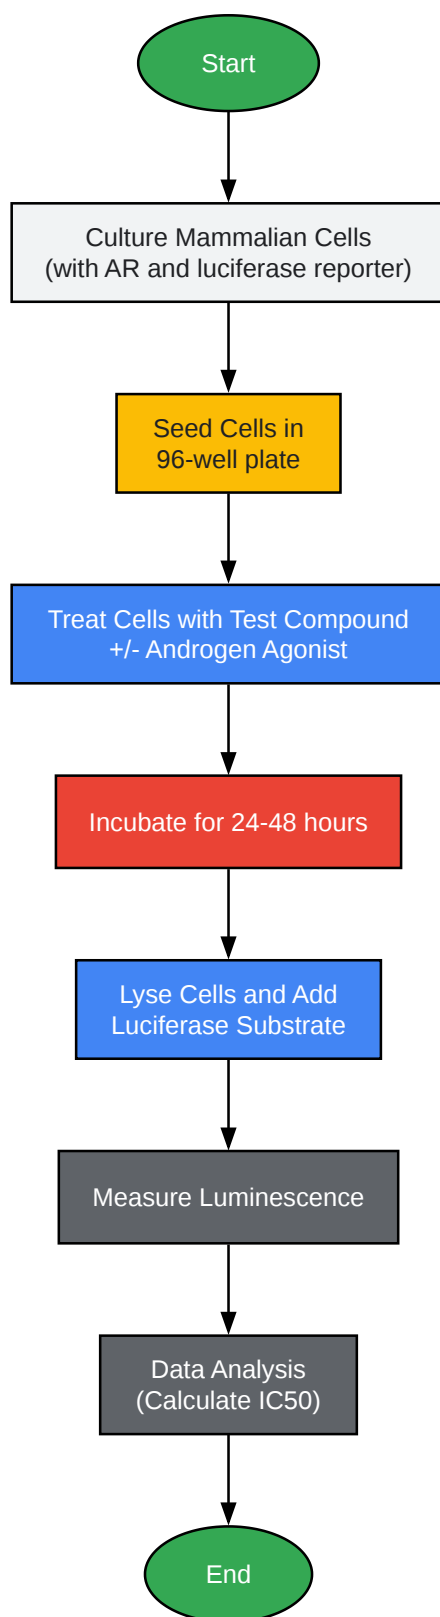 Start
Culture Mammalian Cells
(with AR and luciferase reporter)
Seed Cells in
96-well plate
Treat Cells with Test Compound
+/- Androgen Agonist
Incubate for 24-48 hours
Lyse Cells and Add
Luciferase Substrate
Measure Luminescence
Data Analysis
(Calculate IC50)
End